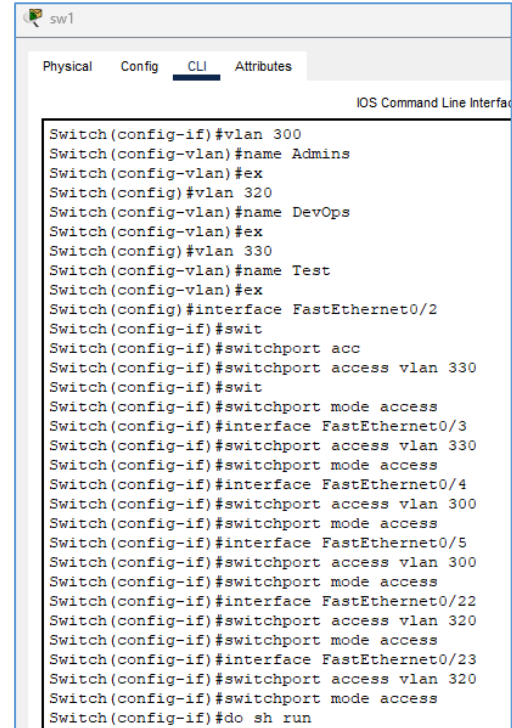 sw1
Physical Config CLI Attributes
IOS Command Line Interfac
Switch(config-if)#vlan 300
Switch(config-vlan)#name Admins
Switch(config-vlan)#ex
Switch(config)#vlan 320
Switch(config-vlan)#name DevOps
Switch(config-vlan)#ex
Switch(config)#vlan 330
Switch(config-vlan)#name Test
Switch(config-vlan)#ex
Switch(config)#interface FastEthernet0/2
Switch(config-if)#swit
Switch(config-if)#switchport acc
Switch(config-if)#switchport access vlan 330
Switch(config-if)#swit
Switch(config-if)#switchport mode access
Switch(config-if)#interface FastEthernet0/3
Switch(config-if)#switchport access vlan 330
Switch(config-if)#switchport mode access
Switch(config-if)#interface FastEthernet0/4
Switch(config-if)#switchport access vlan 300
Switch(config-if)#switchport mode access
Switch(config-if)#interface FastEthernet0/5
Switch(config-if)#switchport access vlan 300
Switch(config-if)#switchport mode access
Switch(config-if)#interface FastEthernet0/22
Switch(config-if)#switchport access vlan 320
Switch(config-if)#switchport mode access
Switch(config-if)#interface FastEthernet0/23
Switch(config-if)#switchport access vlan 320
Switch(config-if)#switchport mode access
Switch(config-if)#do sh run